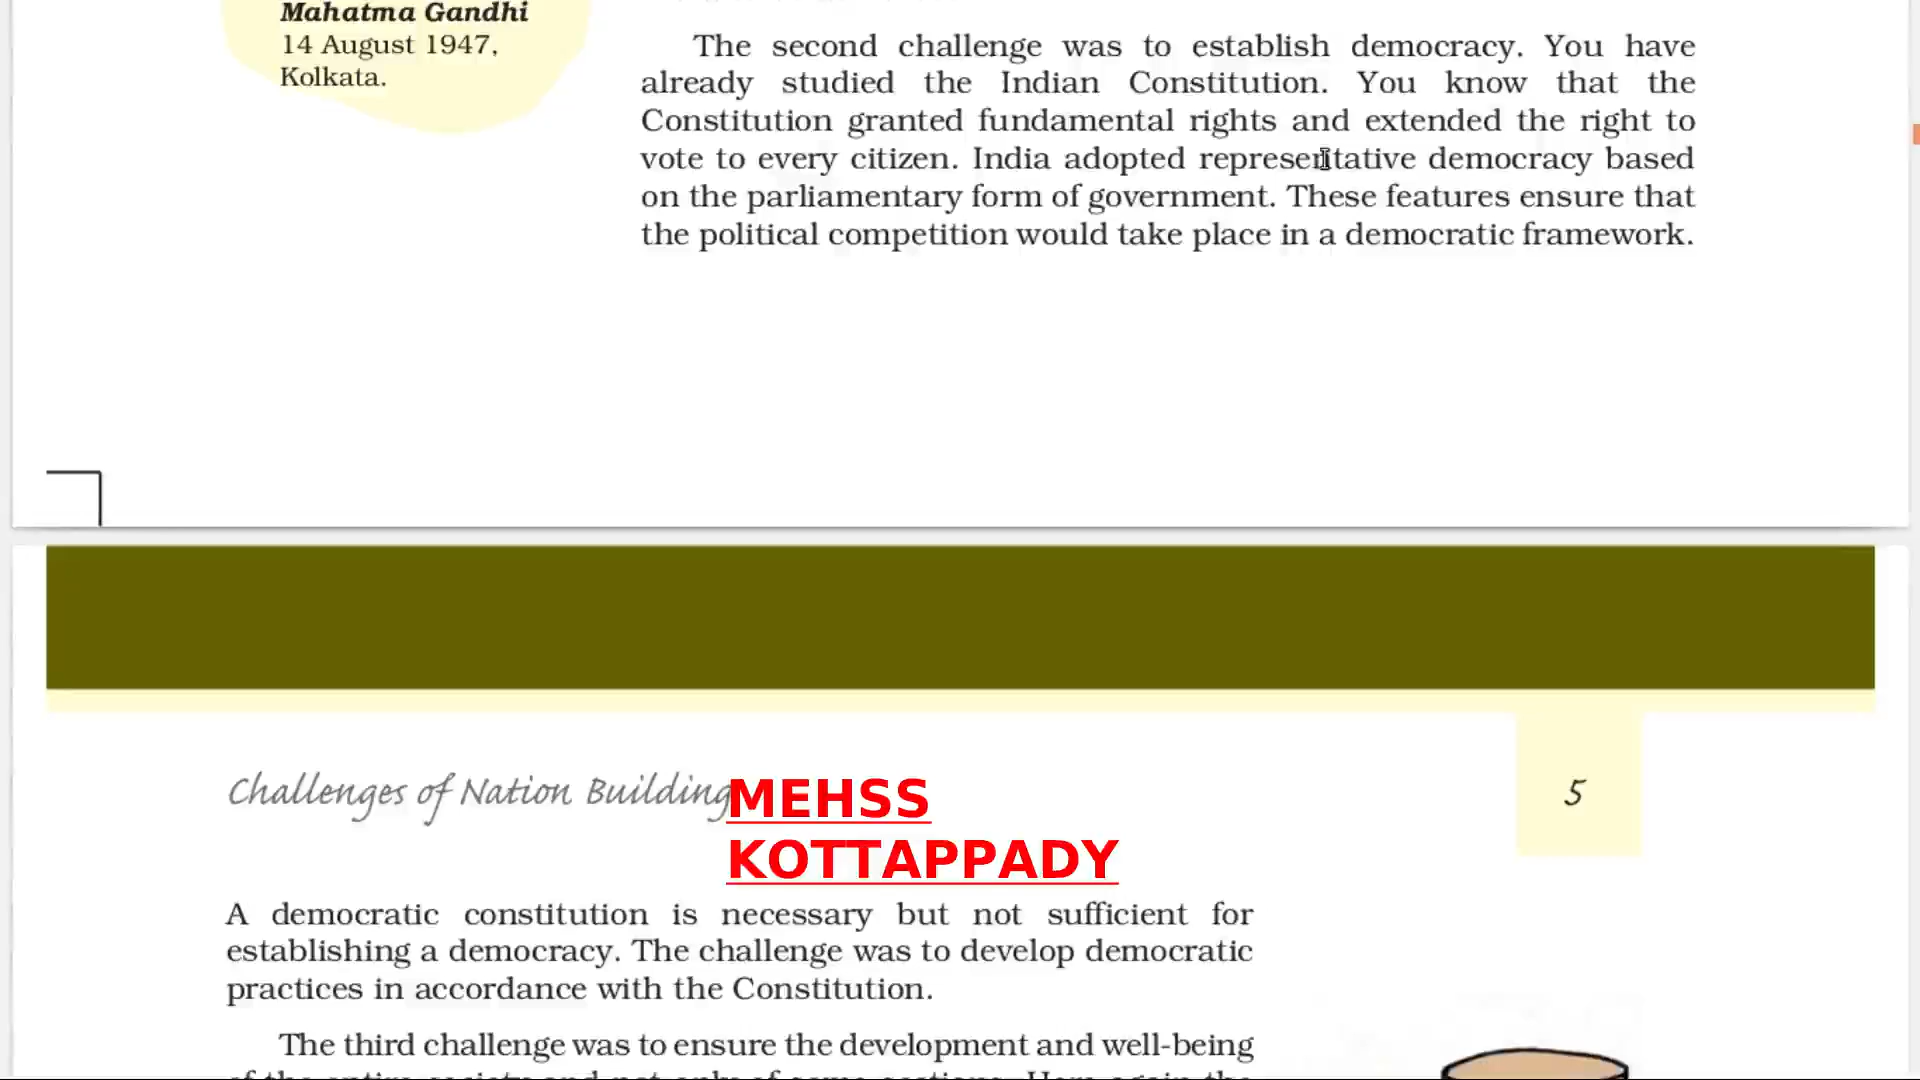 Mahatma Gandhi
14 August 1947,
Kolkata.
The second challenge was to establish democracy. You have
already studied the Indian Constitution. You know that the
Constitution granted fundamental rights and extended the right to
vote to every citizen. India adopted representative democracy based
on the parliamentary form of government. These features ensure that
the political competition would take place in a democratic framework.
Challenges of Nation Building
5
MEHSS
KOTTAPPADY
A democratic constitution is necessary but not sufficient for
establishing a democracy. The challenge was to develop democratic
practices in accordance with the Constitution.
The third challenge was to ensure the development and well-being